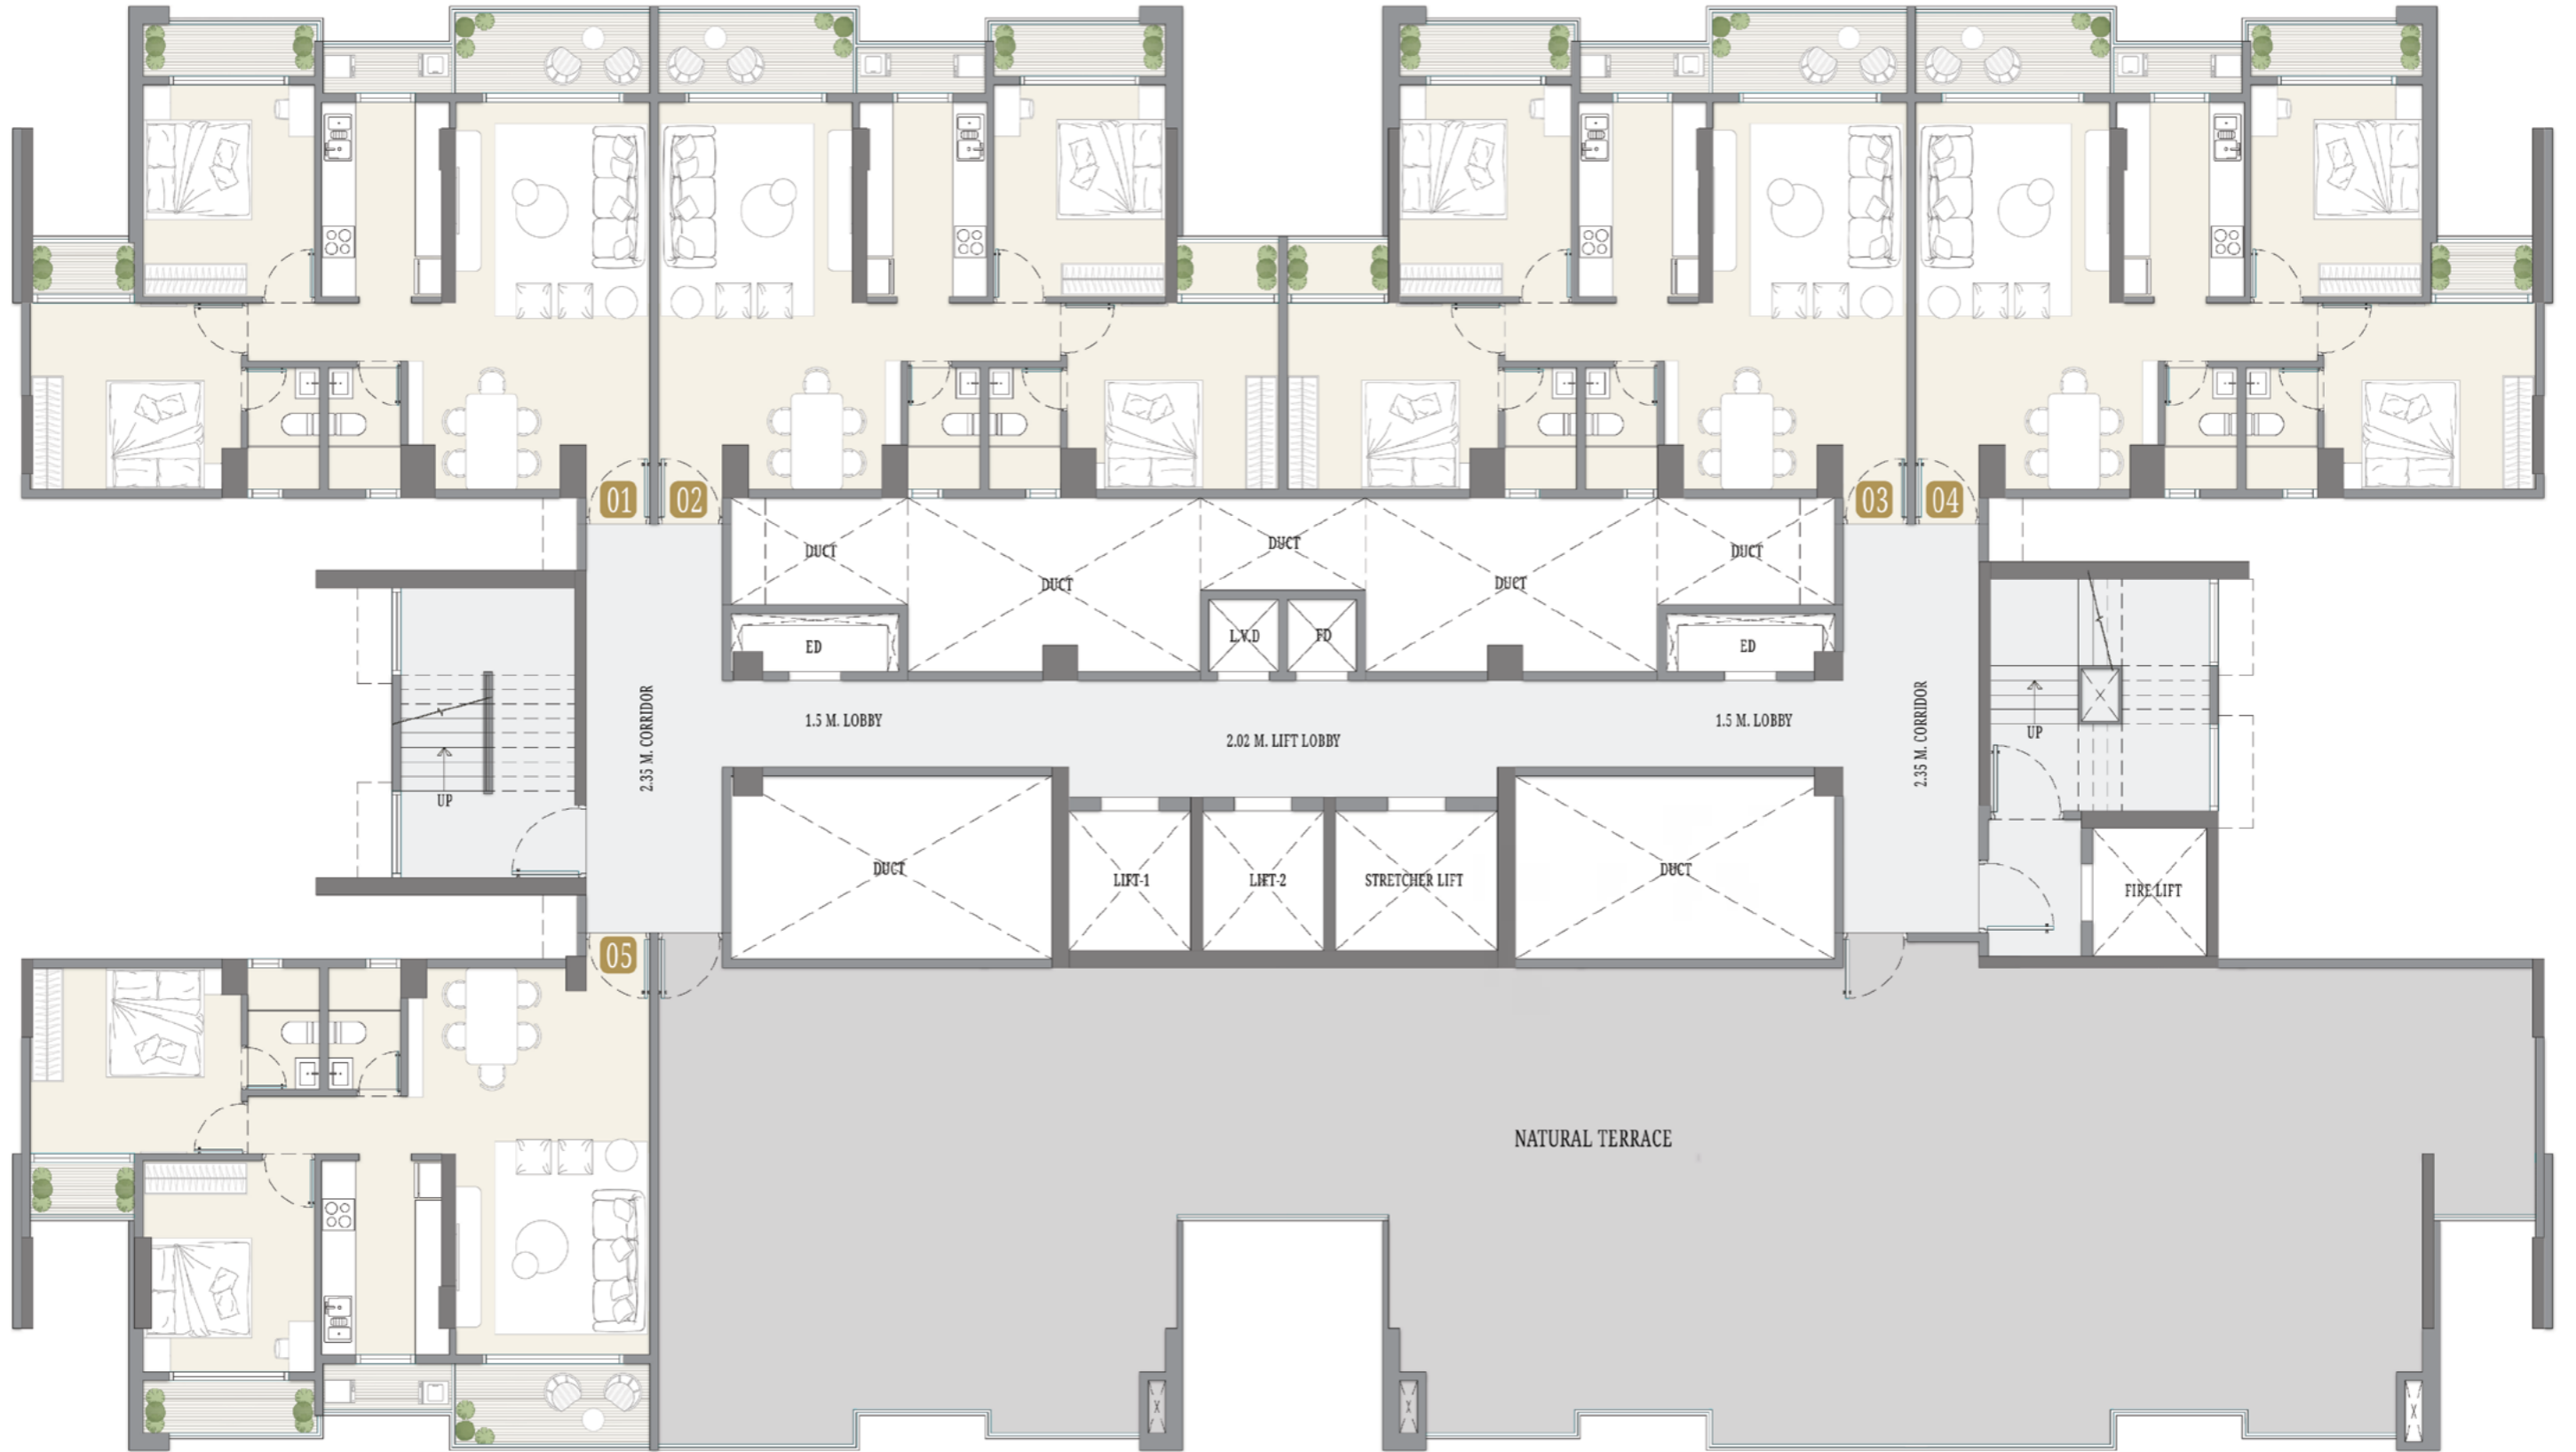 01
02
03
04
DUCT
DUCT
DUCT
DUCT
DUCT
ED
L.V.D
FD
ED
2.35 M. CORRIDOR
1.5 M. LOBBY
2.02 M. LIFT LOBBY
1.5 M. LOBBY
2.35 M. CORRIDOR
UP
UP
DUCT
LIFT-1
LIFT-2
STRETCHER LIFT
DUCT
FIRE LIFT
05
NATURAL TERRACE